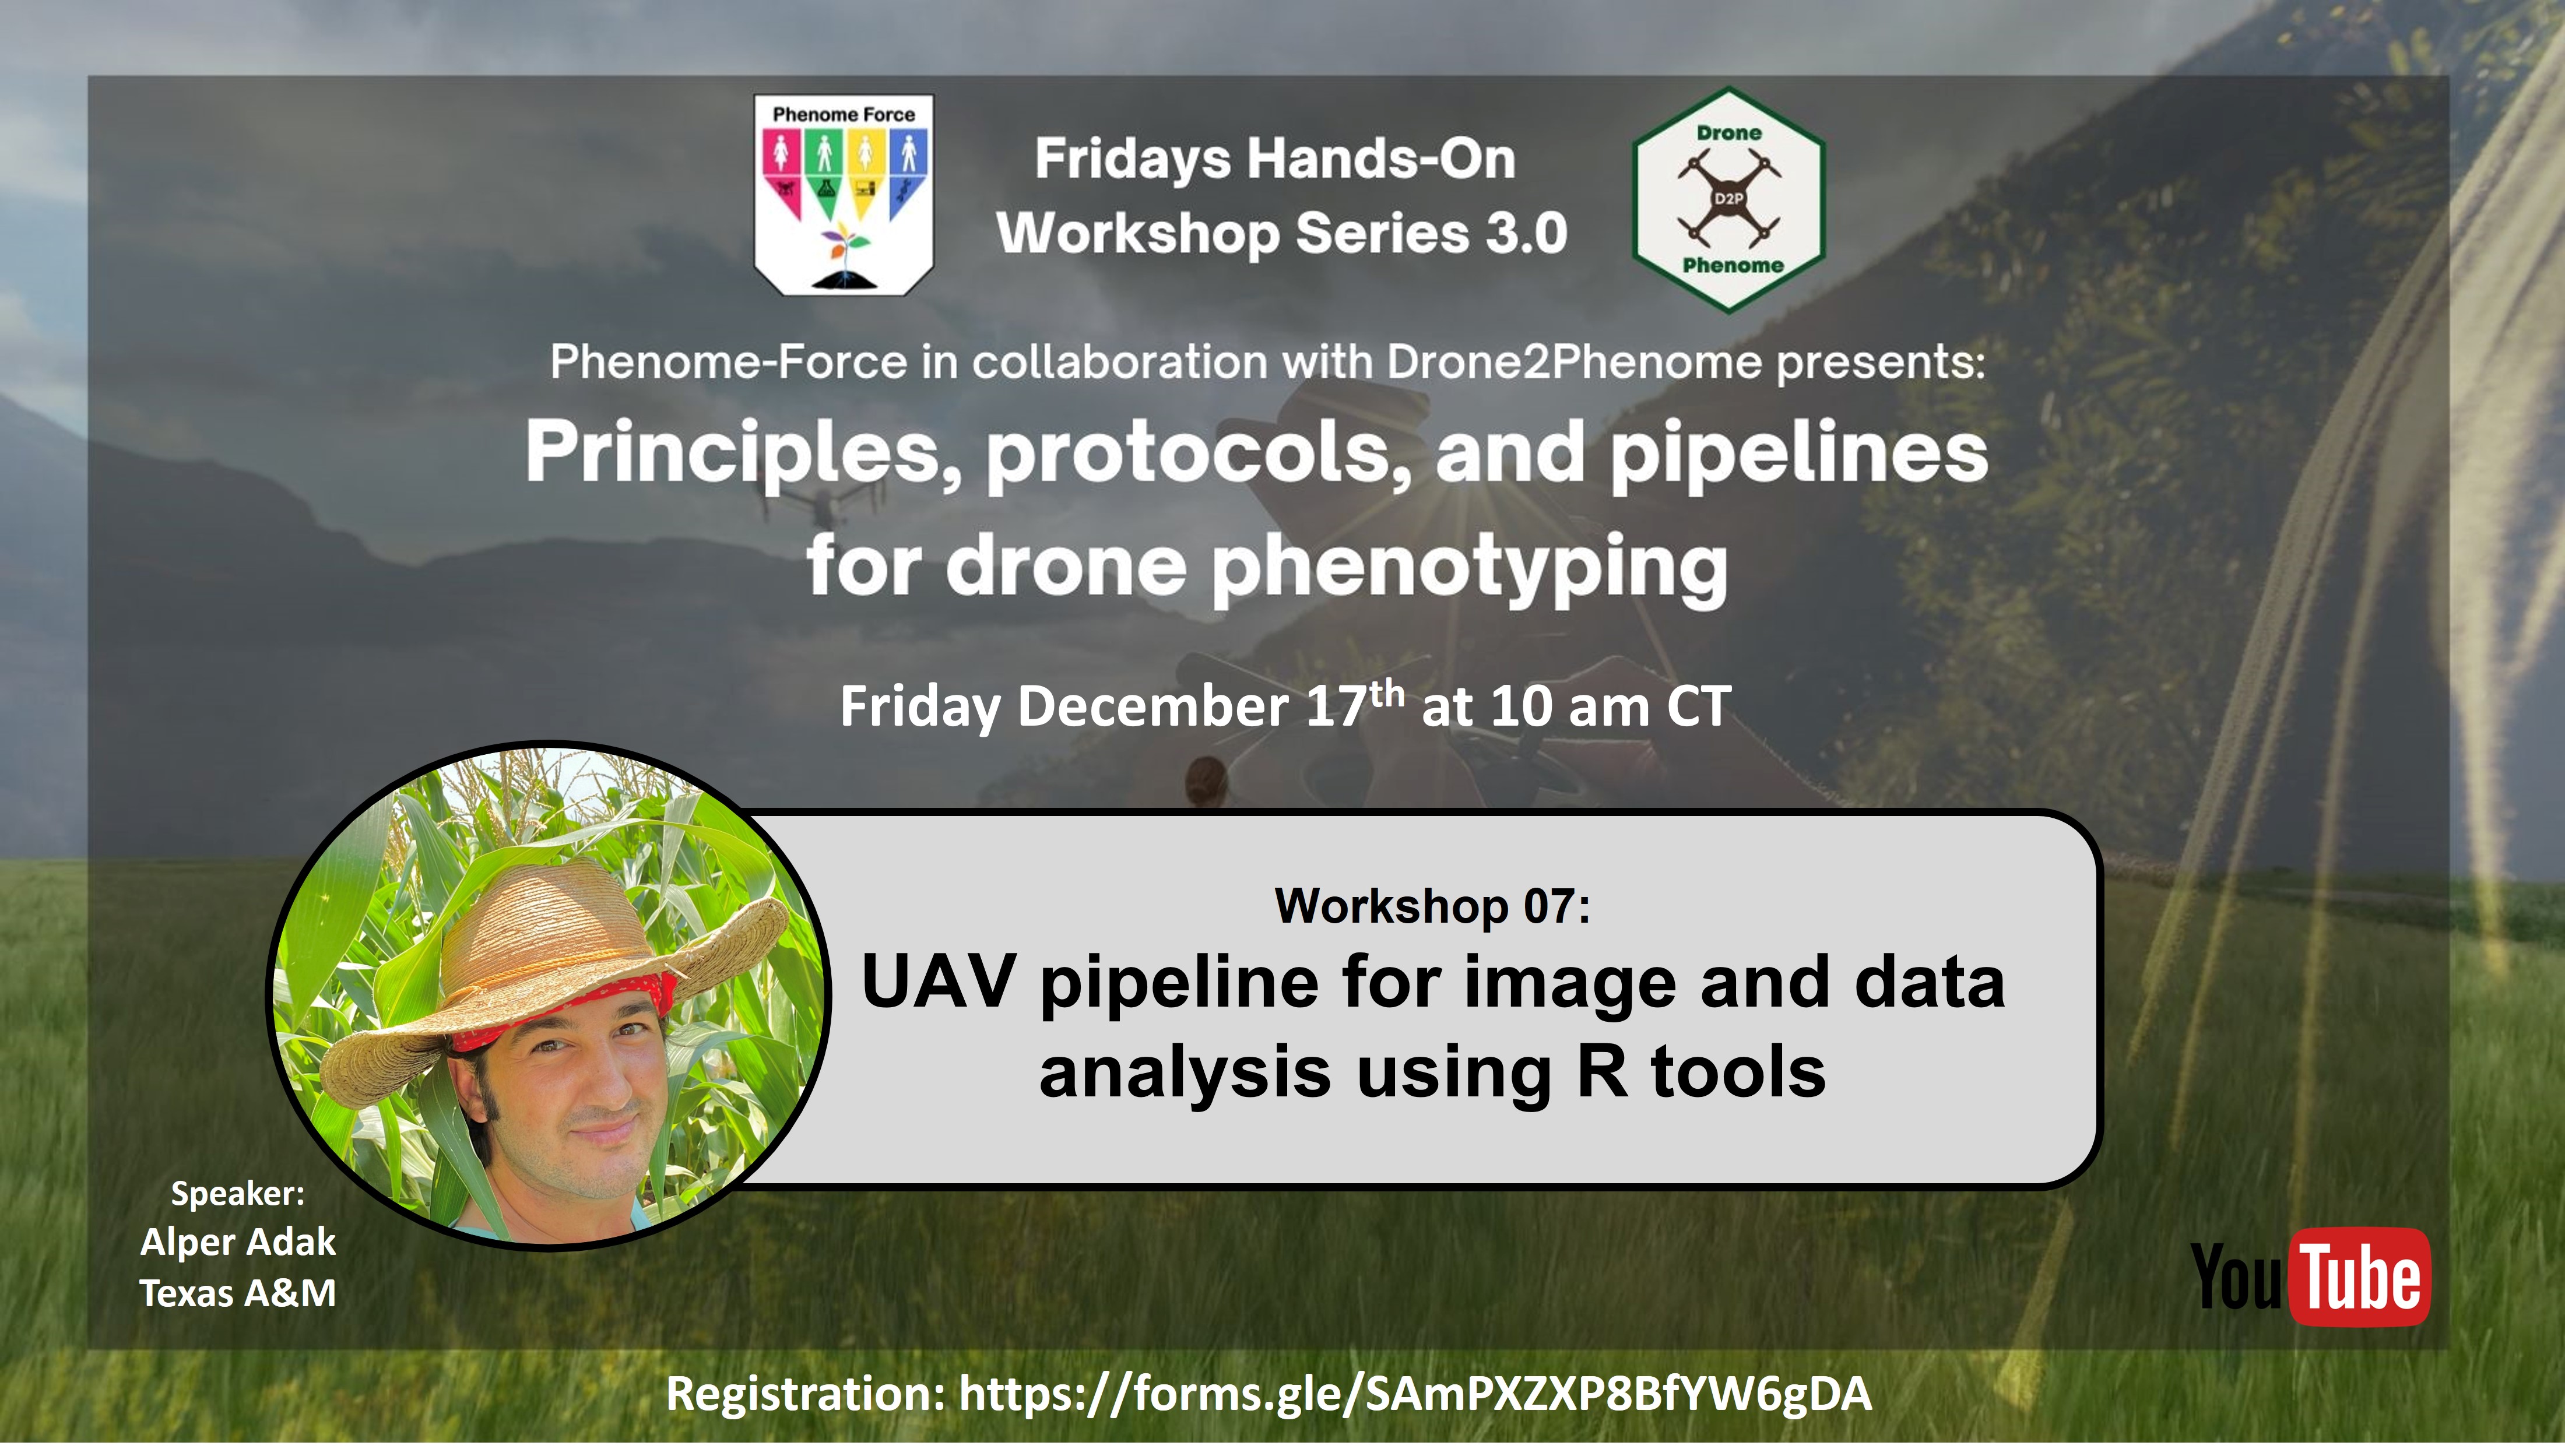 Phenome Force
Fridays Hands-On
Workshop Series 3.0
Drone
D2P
Phenome
Phenome-Force in collaboration with Drone2Phenome presents:
Principles, protocols, and pipelines
for drone phenotyping
Friday December 17th at 10 am CT
Workshop 07:
UAV pipeline for image and data
analysis using R tools
Speaker:
Alper Adak
Texas A&M
YouTube
Registration: https://forms.gle/SAmPXZXP8BfYW6gDA